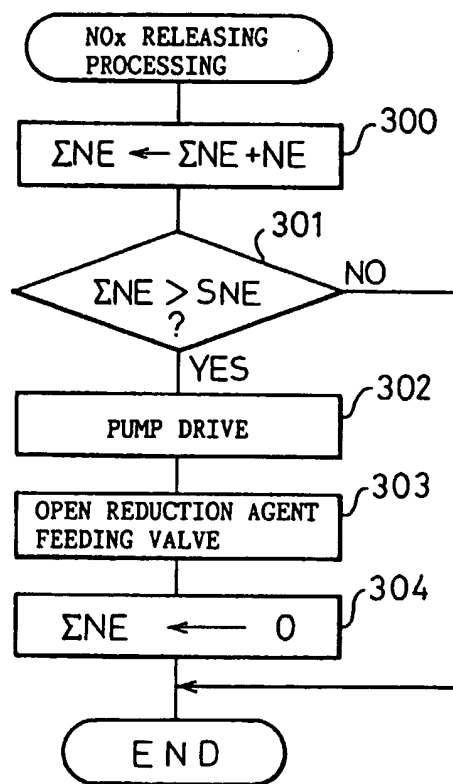 NOx RELEASING
PROCESSING
300
ΣNE ← ΣNE+NE
301
ΣNE > SNE
?
NO
YES
302
PUMP DRIVE
303
OPEN REDUCTION AGENT
FEEDING VALVE
304
ΣNE ← 0
END